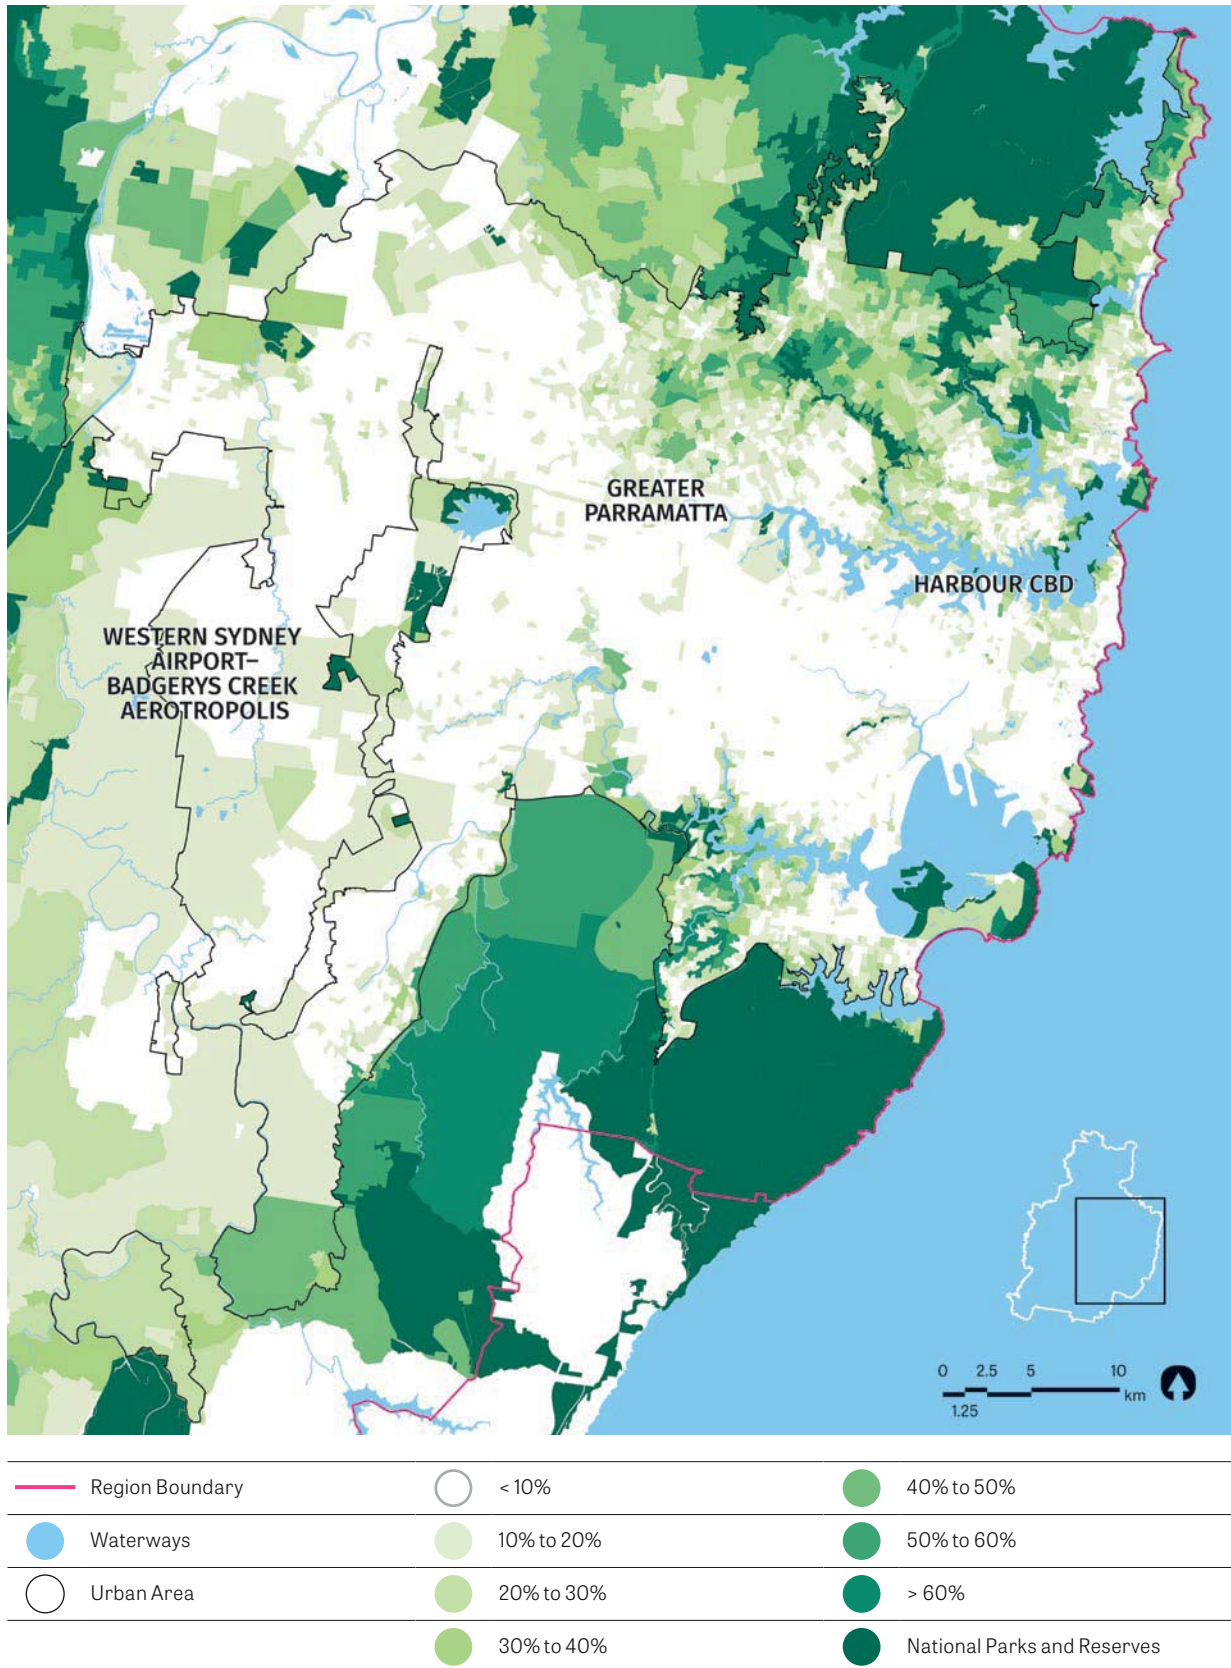 GREATER
PARRAMATTA
HARBOUR CBD
WESTERN SYDNEY
AIRPORT–
BADGERYS CREEK
AEROTROPOLIS
0 2.5 5 10
km
1.25
Region Boundary
< 10%
40% to 50%
Waterways
10% to 20%
50% to 60%
Urban Area
20% to 30%
> 60%
30% to 40%
National Parks and Reserves